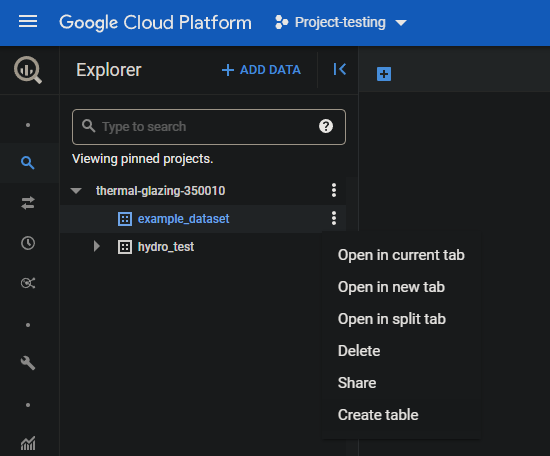 Google Cloud Platform Project-testing
Explorer + ADD DATA
Type to search
Viewing pinned projects.
thermal-glazing-350010
example_dataset
hydro_test
Open in current tab
Open in new tab
Open in split tab
Delete
Share
Create table